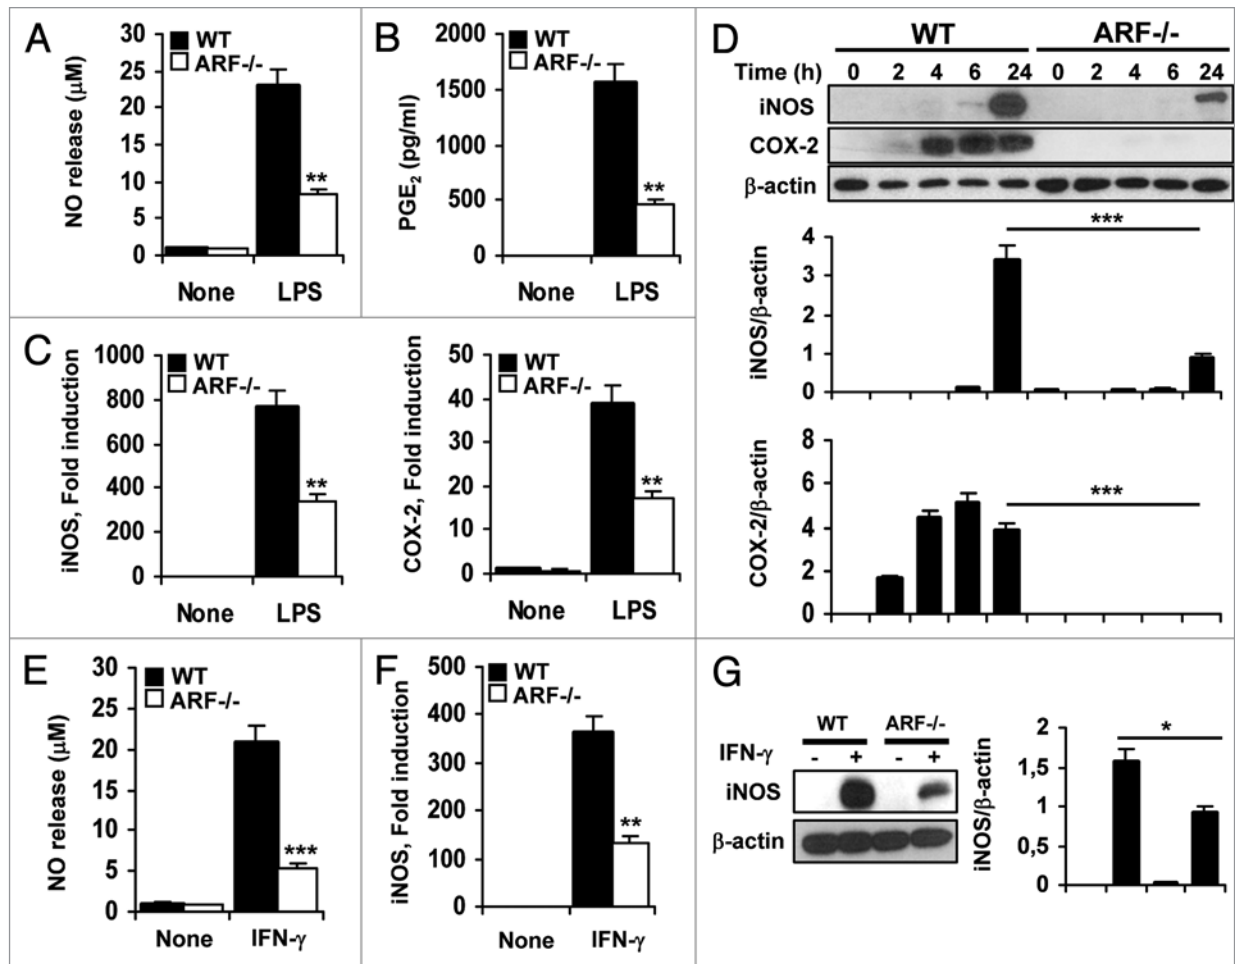 A
NO release (μM)
30
25
20
15
10
5
0
WT
ARF-/-
**
None LPS
B
PGE2 (pg/ml)
2000
1500
1000
500
0
WT
ARF-/-
**
None LPS
C
iNOS, Fold induction
1000
800
600
400
200
0
WT
ARF-/-
**
None LPS
COX-2, Fold induction
50
40
30
20
10
0
WT
ARF-/-
**
None LPS
D
WT ARF-/-
Time (h) 0 2 4 6 24 0 2 4 6 24
iNOS
COX-2
β-actin
iNOS/β-actin
4
3
2
1
0
***
COX-2/β-actin
8
6
4
2
0
***
E
NO release (μM)
30
25
20
15
10
5
0
WT
ARF-/-
***
None IFN-γ
F
iNOS, Fold induction
500
400
300
200
100
0
WT
ARF-/-
**
None IFN-γ
G
WT ARF-/-
IFN-γ - + - +
iNOS
β-actin
iNOS/β-actin
2
1,5
1
0,5
0
*